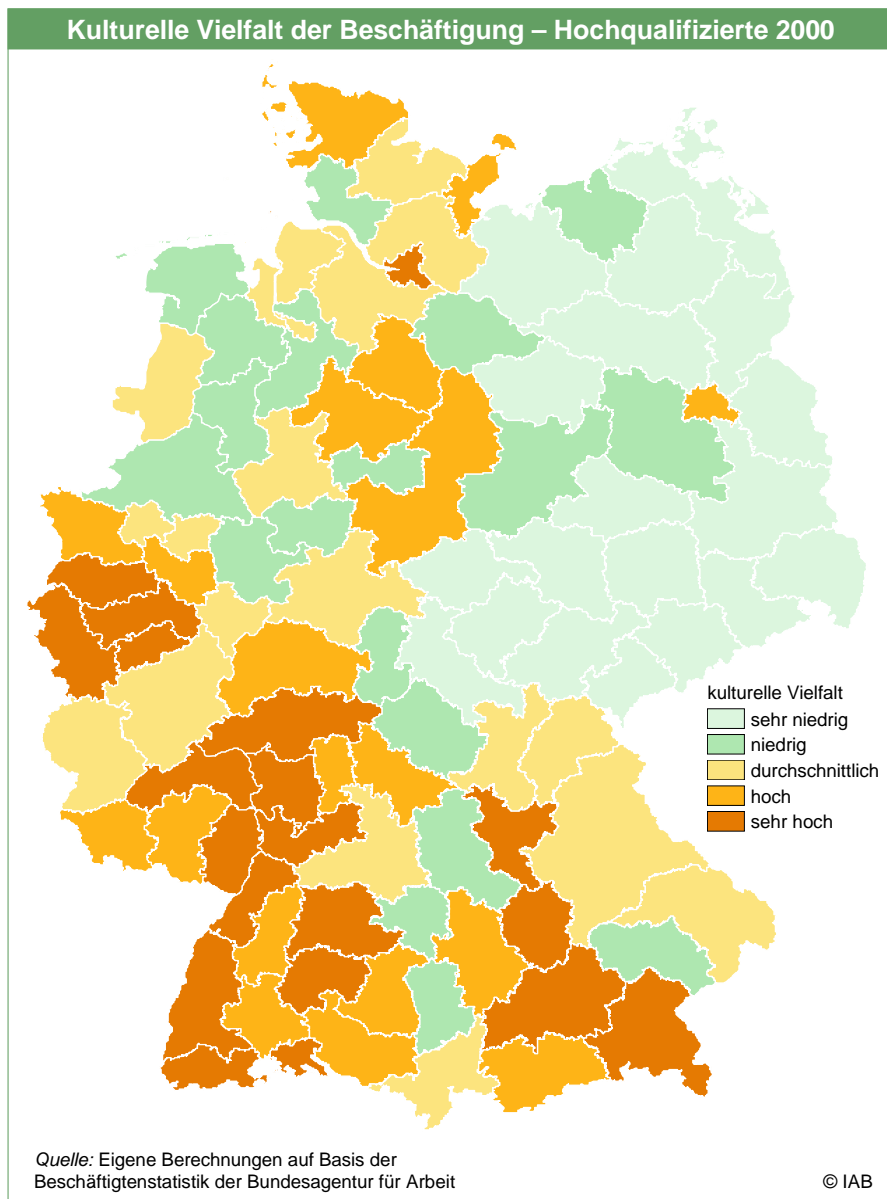 Kulturelle Vielfalt der Beschäftigung – Hochqualifizierte 2000
kulturelle Vielfalt
sehr niedrig
niedrig
durchschnittlich
hoch
sehr hoch
Quelle: Eigene Berechnungen auf Basis der
Beschäftigtenstatistik der Bundesagentur für Arbeit
© IAB